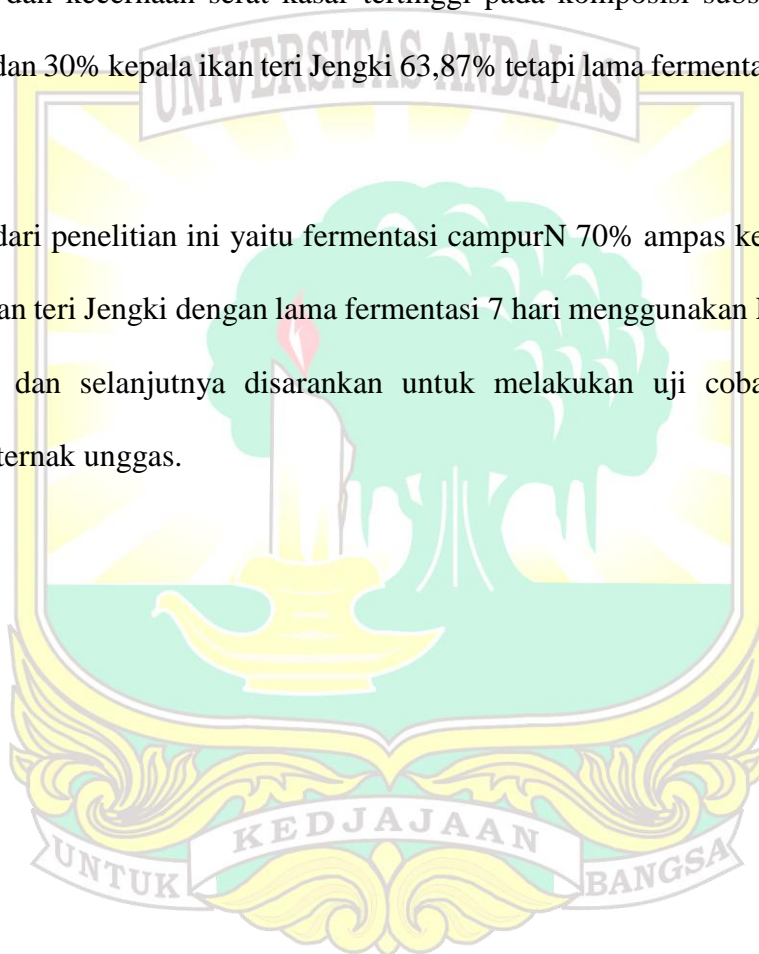 dan kecernaan serat kasar tertinggi pada komposisi subs
dan 30% kepala ikan teri Jengki 63,87% tetapi lama fermenta
UNIVERSITAS ANDALAS
dari penelitian ini yaitu fermentasi campurN 70% ampas ke
an teri Jengki dengan lama fermentasi 7 hari menggunakan
dan selanjutnya disarankan untuk melakukan uji coba
ternak unggas.
UNTUK KEDJAJAAN BANGSA